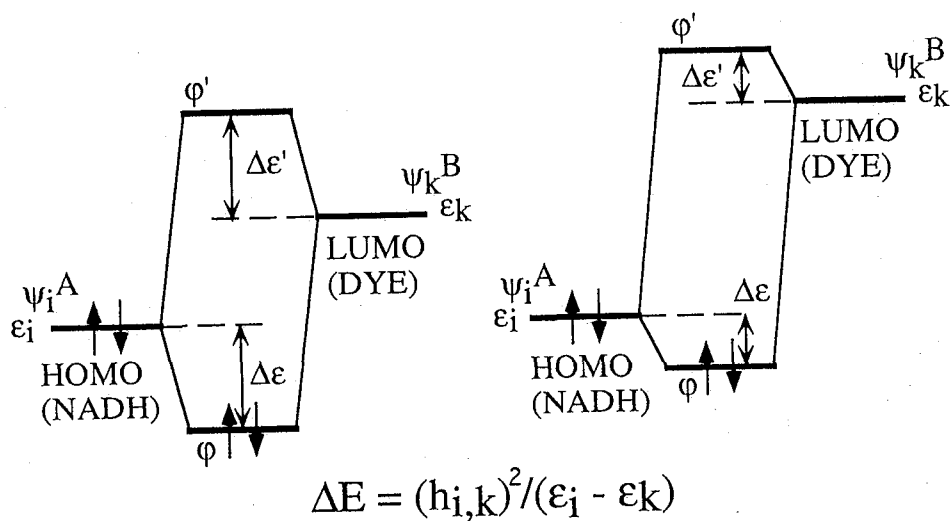 φ'
Δε'
ψkB
εk
LUMO
(DYE)
ψiA
εi
HOMO
(NADH)
Δε
φ
φ'
Δε'
ψkB
εk
LUMO
(DYE)
ψiA
εi
HOMO
(NADH)
Δε
φ
ΔE = (hi,k)²/(εi - εk)